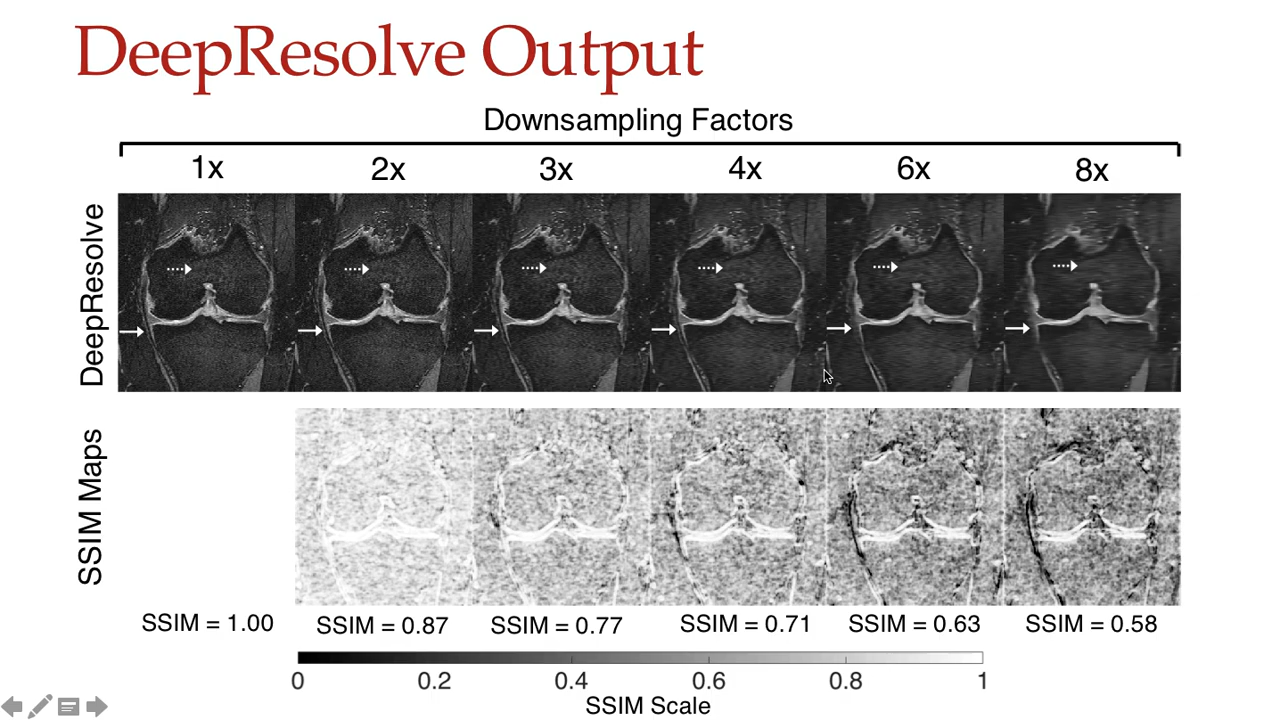 DeepResolve Output
Downsampling Factors
1x 2x 3x 4x 6x 8x
DeepResolve
SSIM Maps
SSIM = 1.00 SSIM = 0.87 SSIM = 0.77 SSIM = 0.71 SSIM = 0.63 SSIM = 0.58
0 0.2 0.4 0.6 0.8 1
SSIM Scale